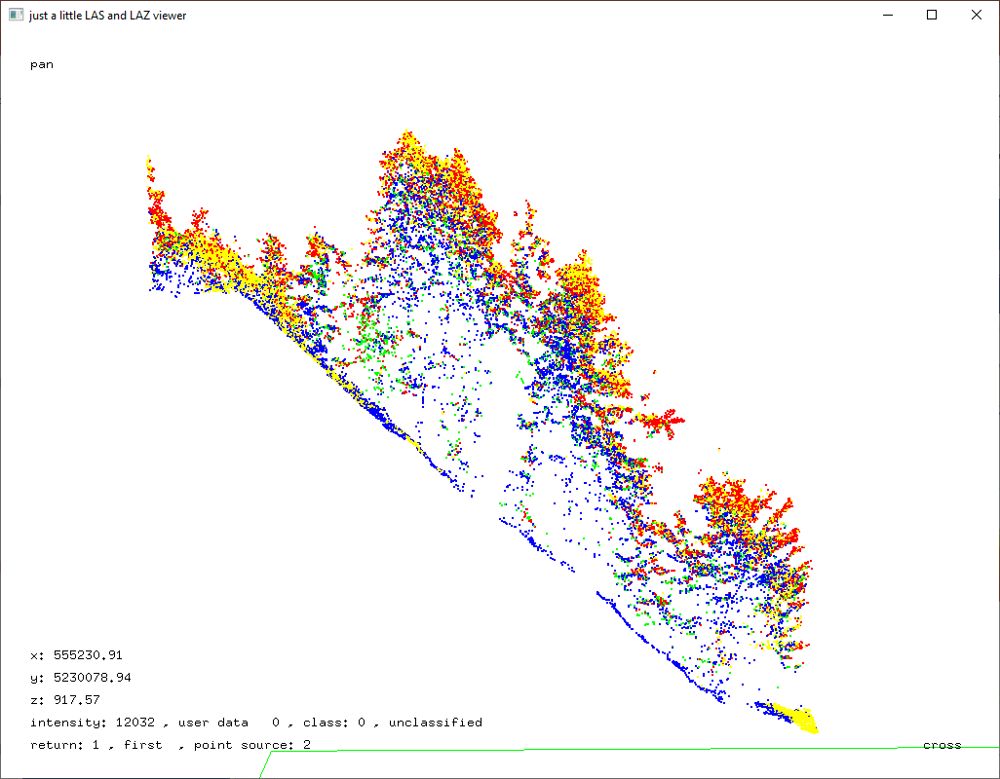 just a little LAS and LAZ viewer
pan
x: 555230.91
y: 5230078.94
z: 917.57
intensity: 12032 , user data   0 , class: 0 , unclassified
return: 1 , first  , point source: 2
cross